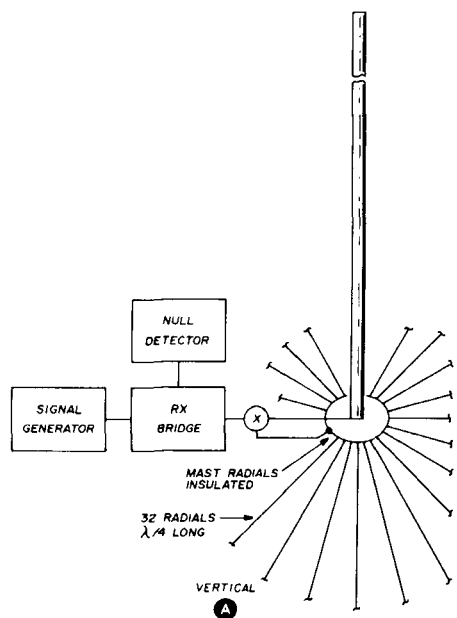 NULL
DETECTOR
SIGNAL
GENERATOR
RX
BRIDGE
X
MAST RADIALS
INSULATED
32 RADIALS
λ/4 LONG
VERTICAL
A